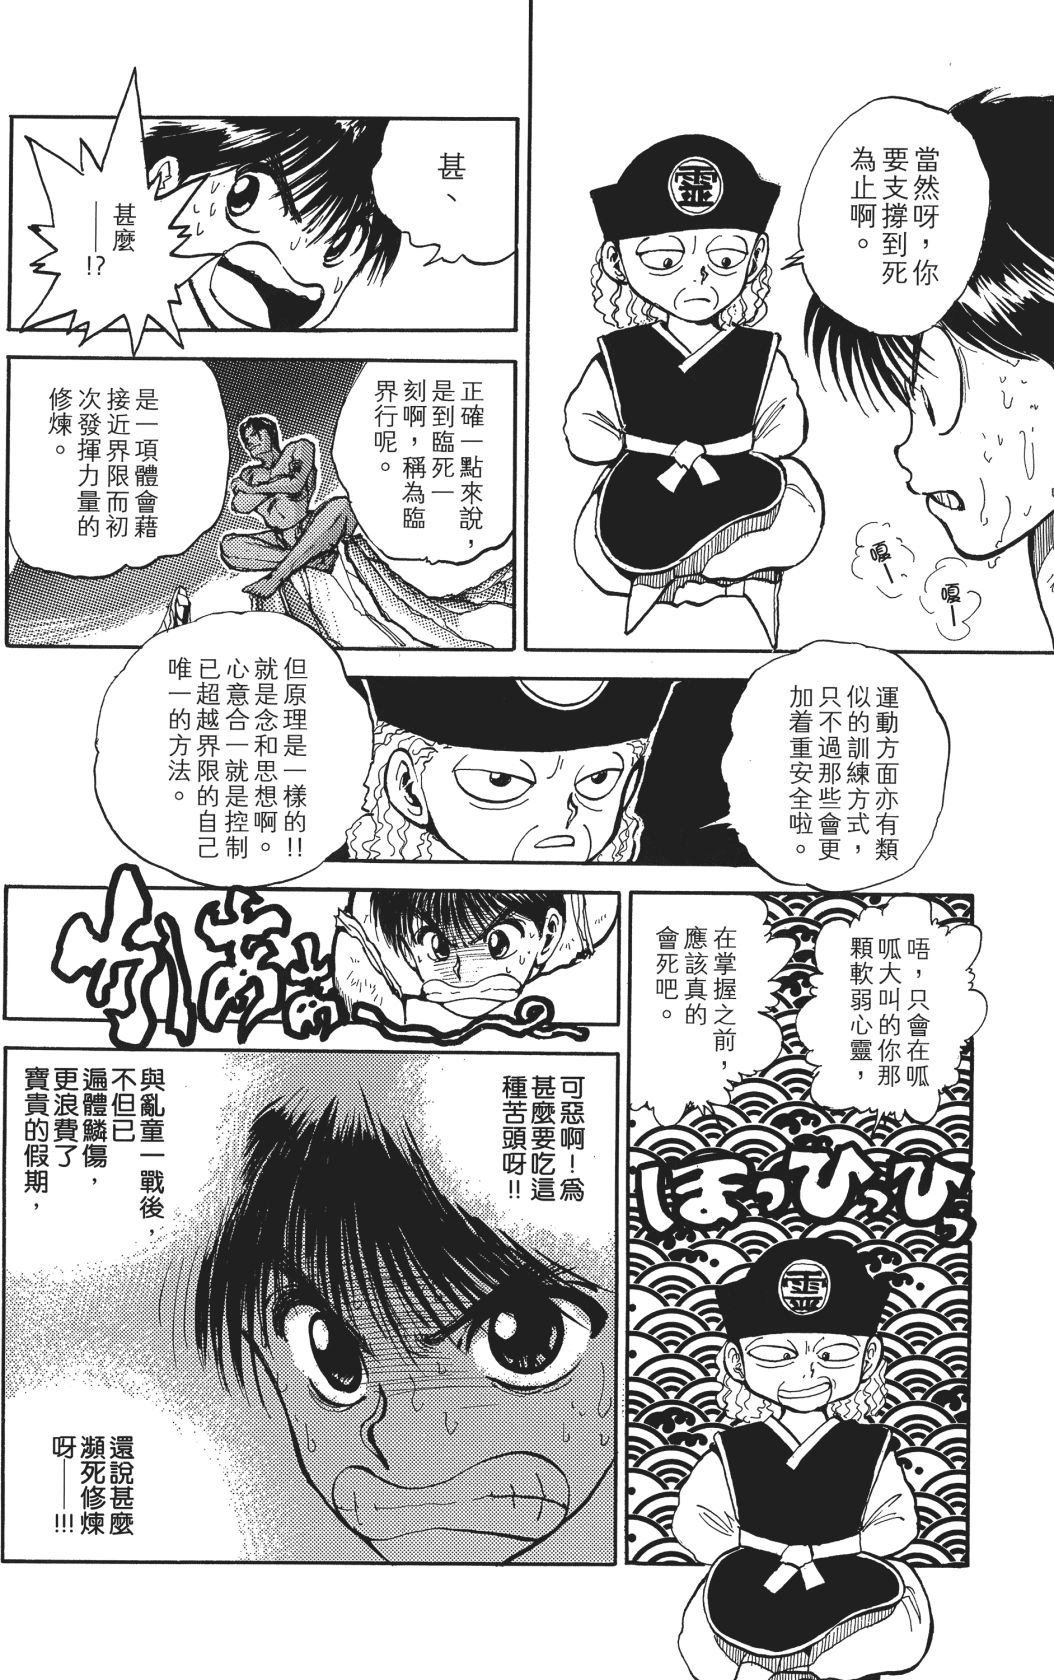 當然呀，你
要支撐到死
為止啊。
靈
嗄—
嗄—
甚、
甚麼
——!?
正確一點來說，
是到臨死一
刻啊，稱為臨
界行呢。
是一項體會藉
接近界限而初
次發揮力量的
修煉。
運動方面亦有類
似的訓練方式，
只不過那些會更
加着重安全啦。
但原理是一樣的!!
就是念和思想啊。
心意合一就是控制
已超越界限的自己
唯一的方法。
唔，只會在呱
呱大叫的你那
顆軟弱心靈，
在掌握之前，
應該真的
會死吧。
ほっひっひっ
靈
可惡啊！為
甚麼要吃這
種苦頭呀!!
與亂童一戰後，
不但已
遍體鱗傷，
更浪費了
寶貴的假期，
還說甚麼
瀕死修煉
呀——!!!